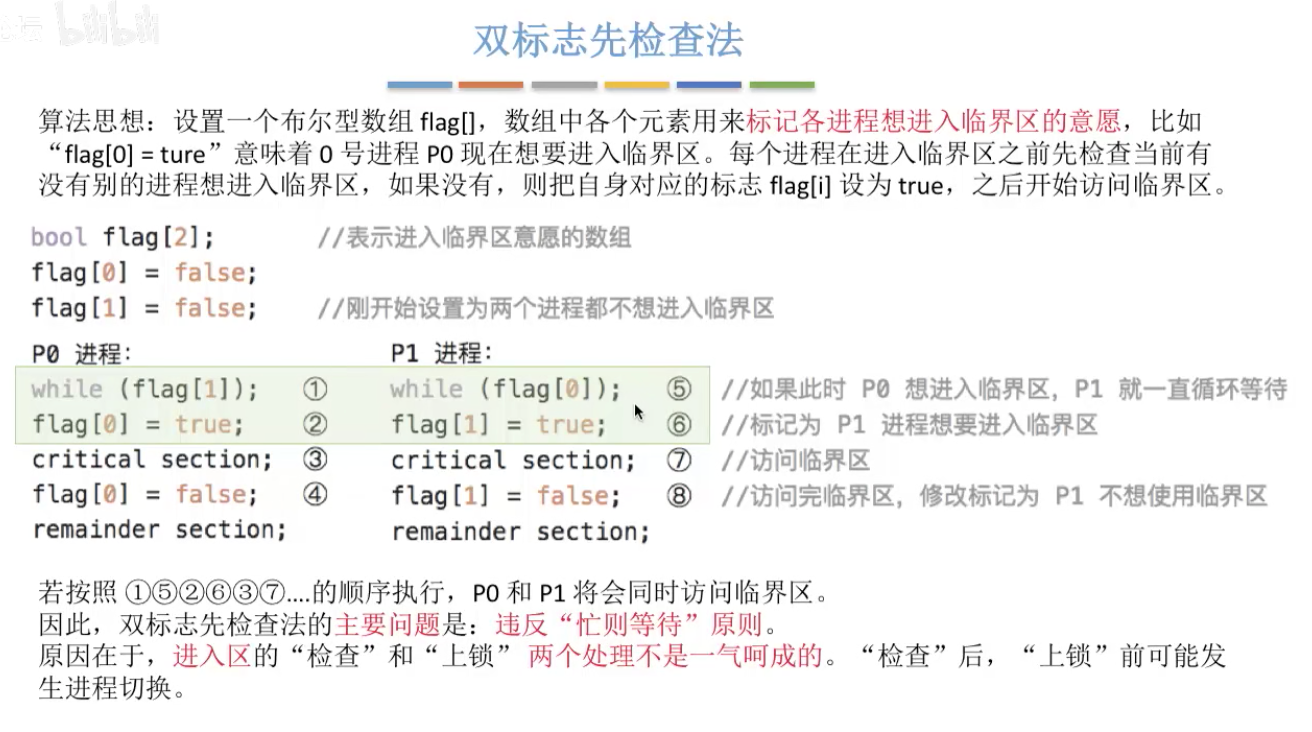 bilibili
双标志先检查法
算法思想：设置一个布尔型数组 flag[]，数组中各个元素用来标记各进程想进入临界区的意愿，比如
“flag[0] = ture”意味着 0 号进程 P0 现在想要进入临界区。每个进程在进入临界区之前先检查当前有
没有别的进程想进入临界区，如果没有，则把自身对应的标志 flag[i] 设为 true，之后开始访问临界区。
bool flag[2]; //表示进入临界区意愿的数组
flag[0] = false;
flag[1] = false; //刚开始设置为两个进程都不想进入临界区
P0 进程: P1 进程:
while (flag[1]); ① while (flag[0]); ⑤ //如果此时 P0 想进入临界区，P1 就一直循环等待
flag[0] = true; ② flag[1] = true; ⑥ //标记为 P1 进程想要进入临界区
critical section; ③ critical section; ⑦ //访问临界区
flag[0] = false; ④ flag[1] = false; ⑧ //访问完临界区，修改标记为 P1 不想使用临界区
remainder section; remainder section;
若按照 ①⑤②⑥③⑦....的顺序执行，P0 和 P1 将会同时访问临界区。
因此，双标志先检查法的主要问题是：违反“忙则等待”原则。
原因在于，进入区的“检查”和“上锁” 两个处理不是一气呵成的。“检查”后，“上锁”前可能发
生进程切换。